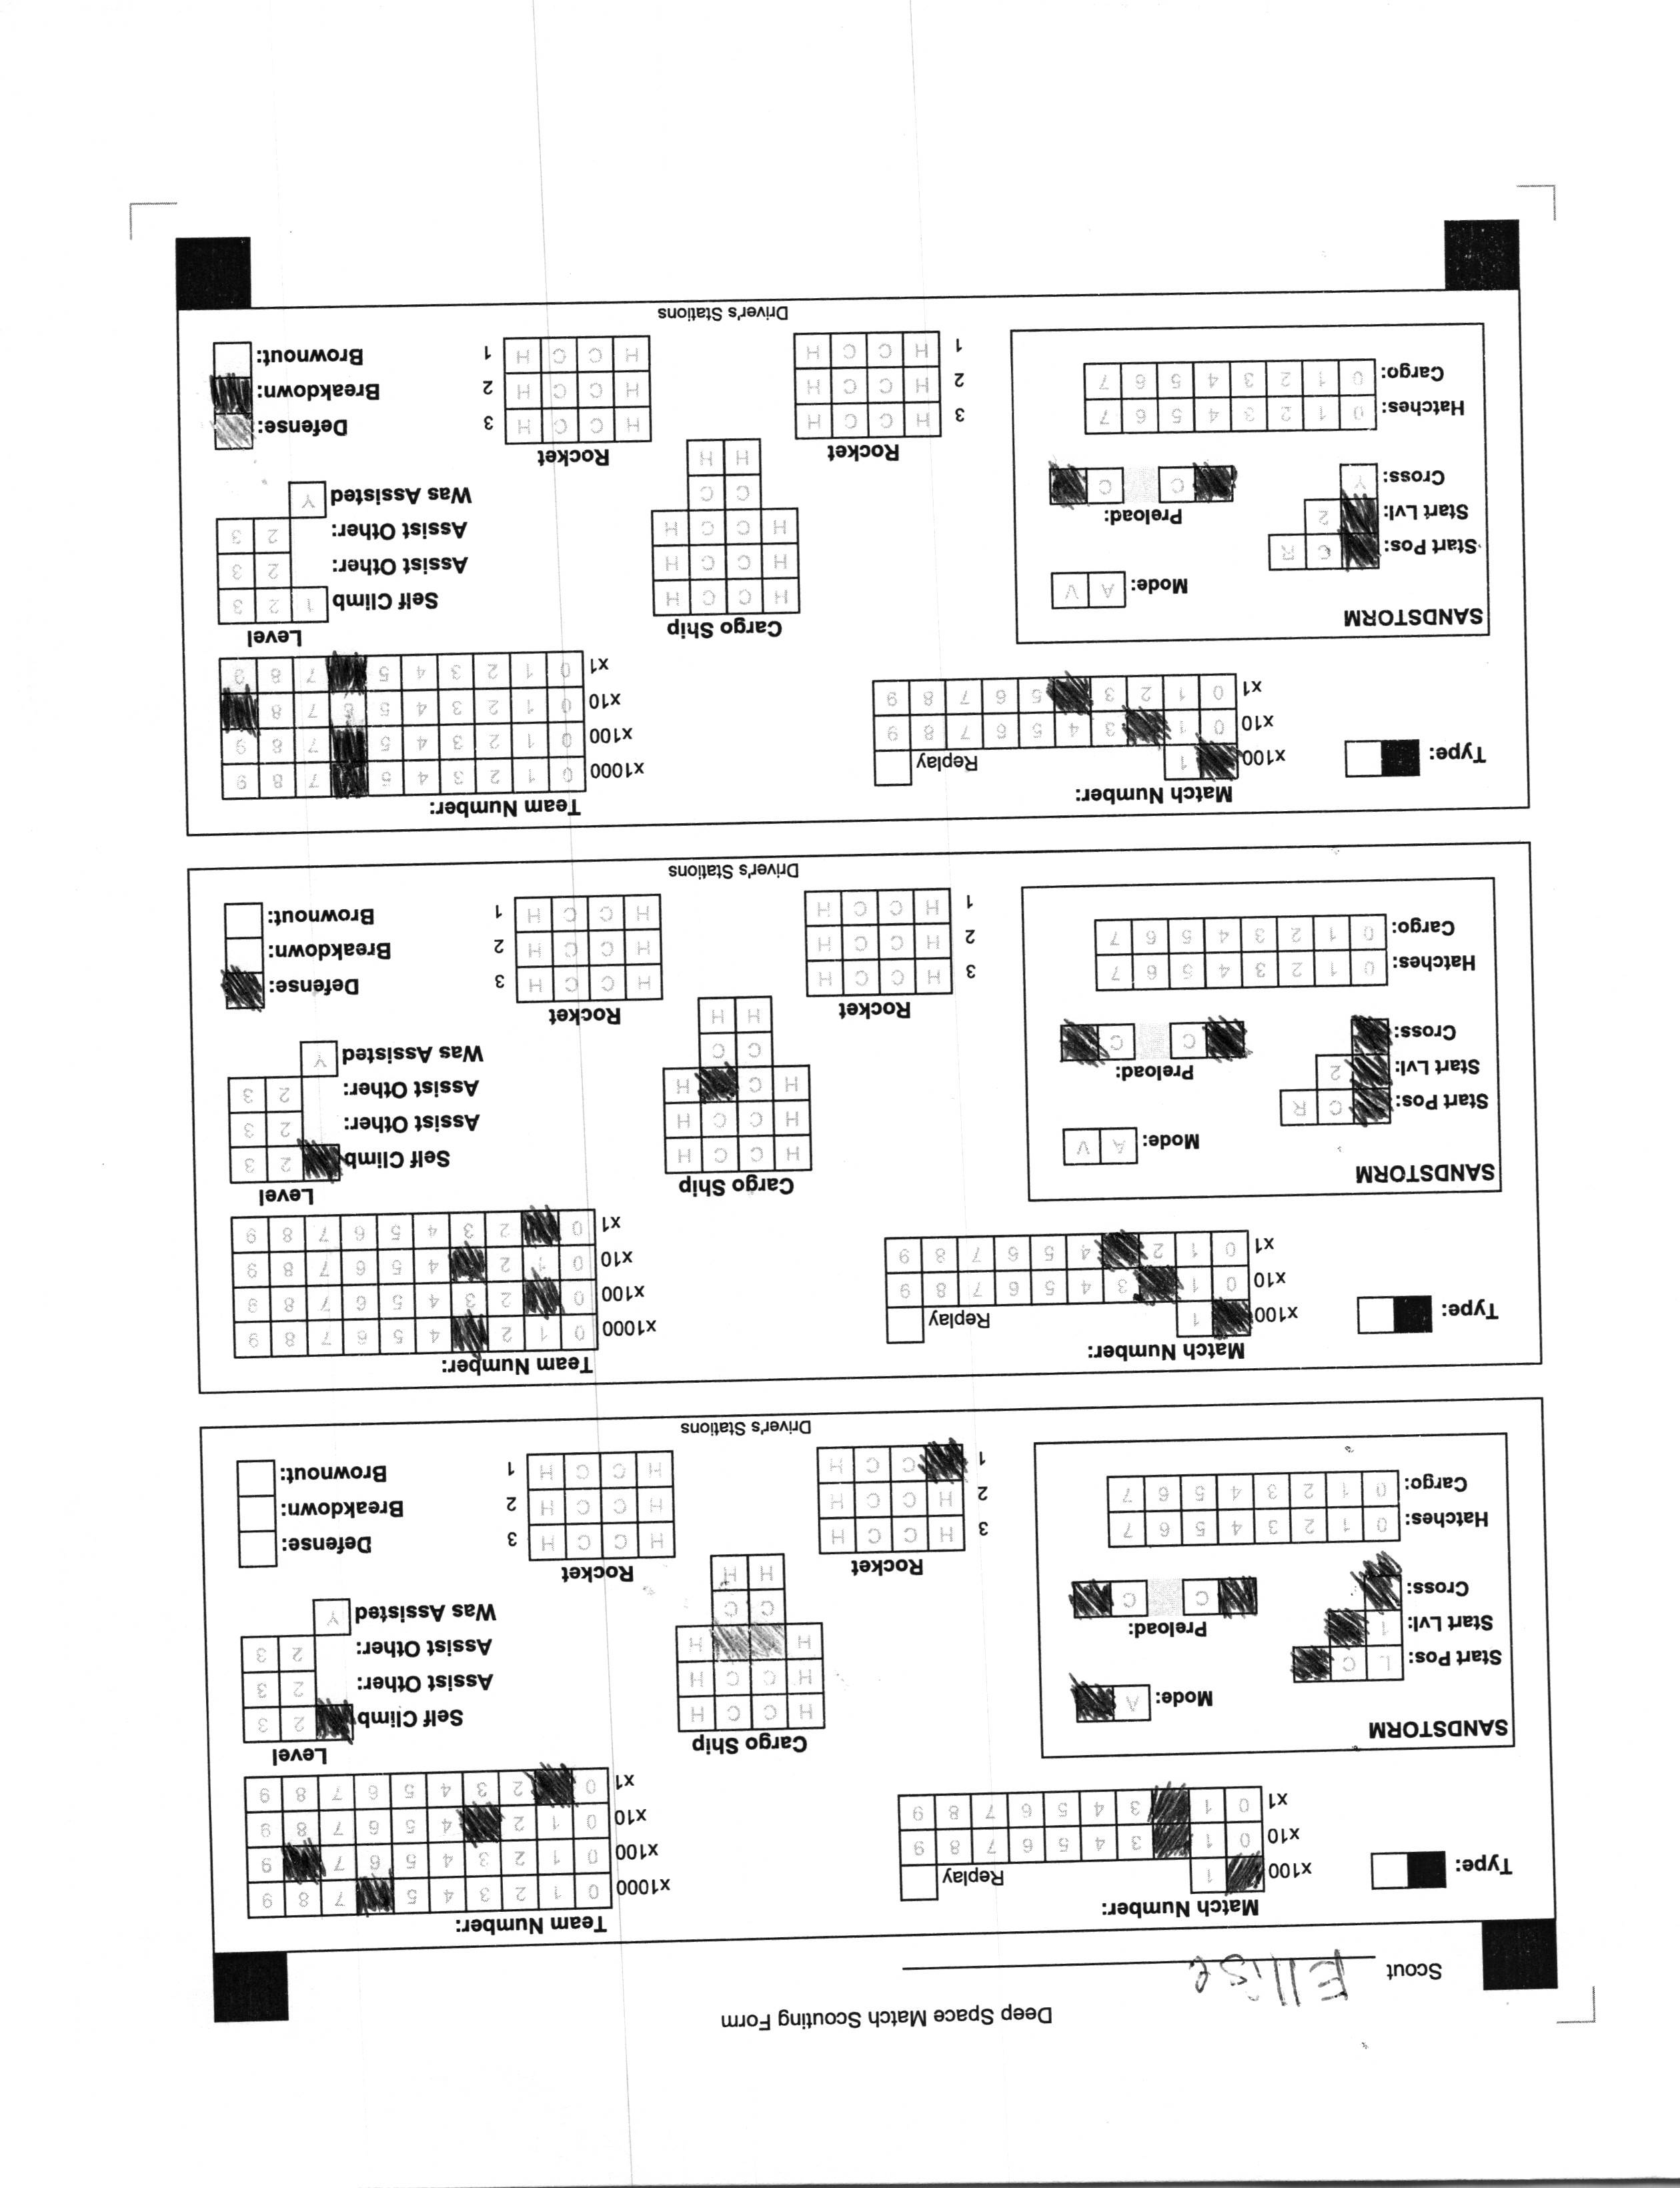 Deep Space Match Scouting Form
Scout Ellise
Match Number:
Team Number:
Type:
x100 1 Replay
x10 0 1 3 4 5 6 7 8 9
x1 0 1 3 4 5 6 7 8 9
x1000 0 1 2 3 4 5 7 8 9
x100 0 1 2 3 4 5 6 7 9
x10 0 1 2 4 5 6 7 8 9
x1 0 2 3 4 5 6 7 8 9
SANDSTORM
Mode: A
Start Pos: L C
Start Lvl: 1
Cross:
Preload:
C C
Hatches: 0 1 2 3 4 5 6 7
Cargo: 0 1 2 3 4 5 6 7
Cargo Ship
H C C H
H C C H
H H
C C
H H
Rocket
3 H C C H
2 H C C H
1 C C H
Rocket
H C C H 3
H C C H 2
H C C H 1
Driver's Stations
Level
Self Climb 2 3
Assist Other: 2 3
Assist Other: 2 3
Was Assisted Y
Defense:
Breakdown:
Brownout:
Match Number:
Team Number:
Type:
x100 1 Replay
x10 0 1 3 4 5 6 7 8 9
x1 0 1 2 4 5 6 7 8 9
x1000 0 1 2 4 5 6 7 8 9
x100 0 2 3 4 5 6 7 8 9
x10 0 1 2 4 5 6 7 8 9
x1 0 2 3 4 5 6 7 8 9
SANDSTORM
Mode: A V
Start Pos: C R
Start Lvl: 2
Cross:
Preload:
C C
Hatches: 0 1 2 3 4 5 6 7
Cargo: 0 1 2 3 4 5 6 7
Cargo Ship
H C C H
H C C H
H C H
C C
H H
Rocket
3 H C C H
2 H C C H
1 H C C H
Rocket
H C C H 3
H C C H 2
H C C H 1
Driver's Stations
Level
Self Climb 2 3
Assist Other: 2 3
Assist Other: 2 3
Was Assisted Y
Defense:
Breakdown:
Brownout:
Match Number:
Team Number:
Type:
x100 1 Replay
x10 0 1 3 4 5 6 7 8 9
x1 0 1 2 3 5 6 7 8 9
x1000 0 1 2 3 4 5 7 8 9
x100 0 1 2 3 4 5 7 8 9
x10 0 1 2 3 4 5 6 7 8
x1 0 1 2 3 4 5 7 8 9
SANDSTORM
Mode: A V
Start Pos: C R
Start Lvl: 2
Cross: Y
Preload:
C C
Hatches: 0 1 2 3 4 5 6 7
Cargo: 0 1 2 3 4 5 6 7
Cargo Ship
H C C H
H C C H
H C C H
C C
H H
Rocket
3 H C C H
2 H C C H
1 H C C H
Rocket
H C C H 3
H C C H 2
H C C H 1
Driver's Stations
Level
Self Climb 1 2 3
Assist Other: 2 3
Assist Other: 2 3
Was Assisted Y
Defense:
Breakdown:
Brownout: